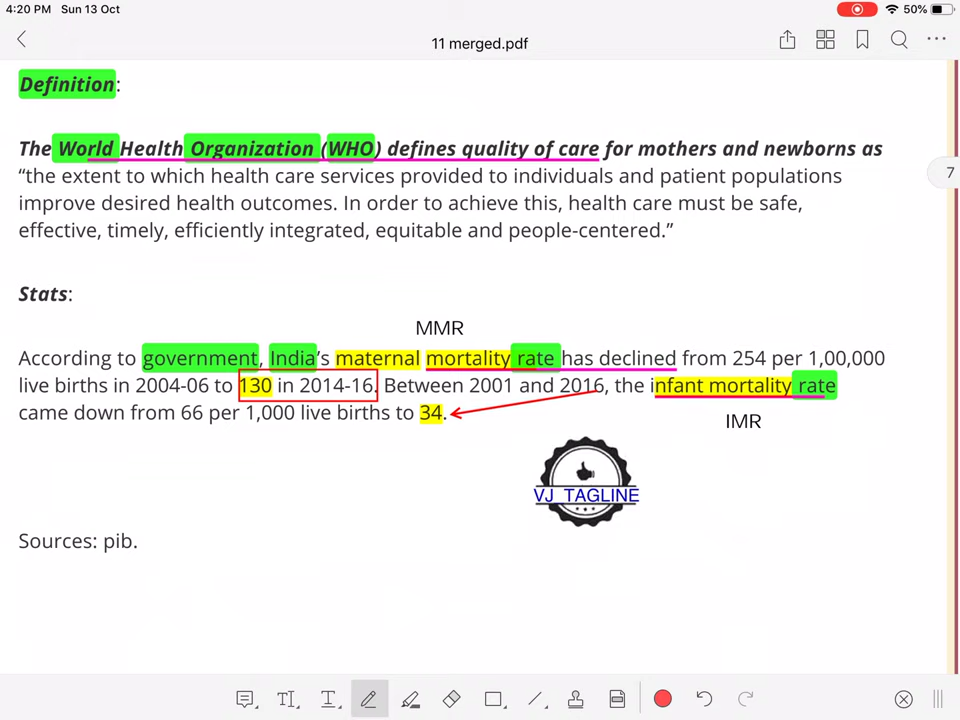 4:20 PM Sun 13 Oct
50%
11 merged.pdf
Definition:
The World Health Organization (WHO) defines quality of care for mothers and newborns as
7
“the extent to which health care services provided to individuals and patient populations
improve desired health outcomes. In order to achieve this, health care must be safe,
effective, timely, efficiently integrated, equitable and people-centered.”
Stats:
MMR
According to government, India’s maternal mortality rate has declined from 254 per 1,00,000
live births in 2004-06 to 130 in 2014-16. Between 2001 and 2016, the infant mortality rate
came down from 66 per 1,000 live births to 34.
IMR
VJ TAGLINE
Sources: pib.